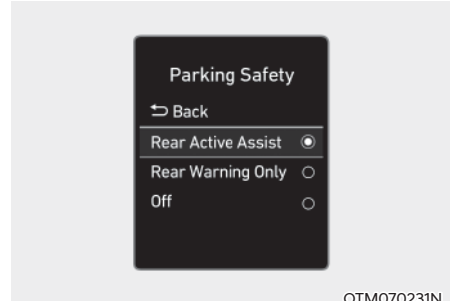 Parking Safety
Back
Rear Active Assist
Rear Warning Only
Off
OTM070231N